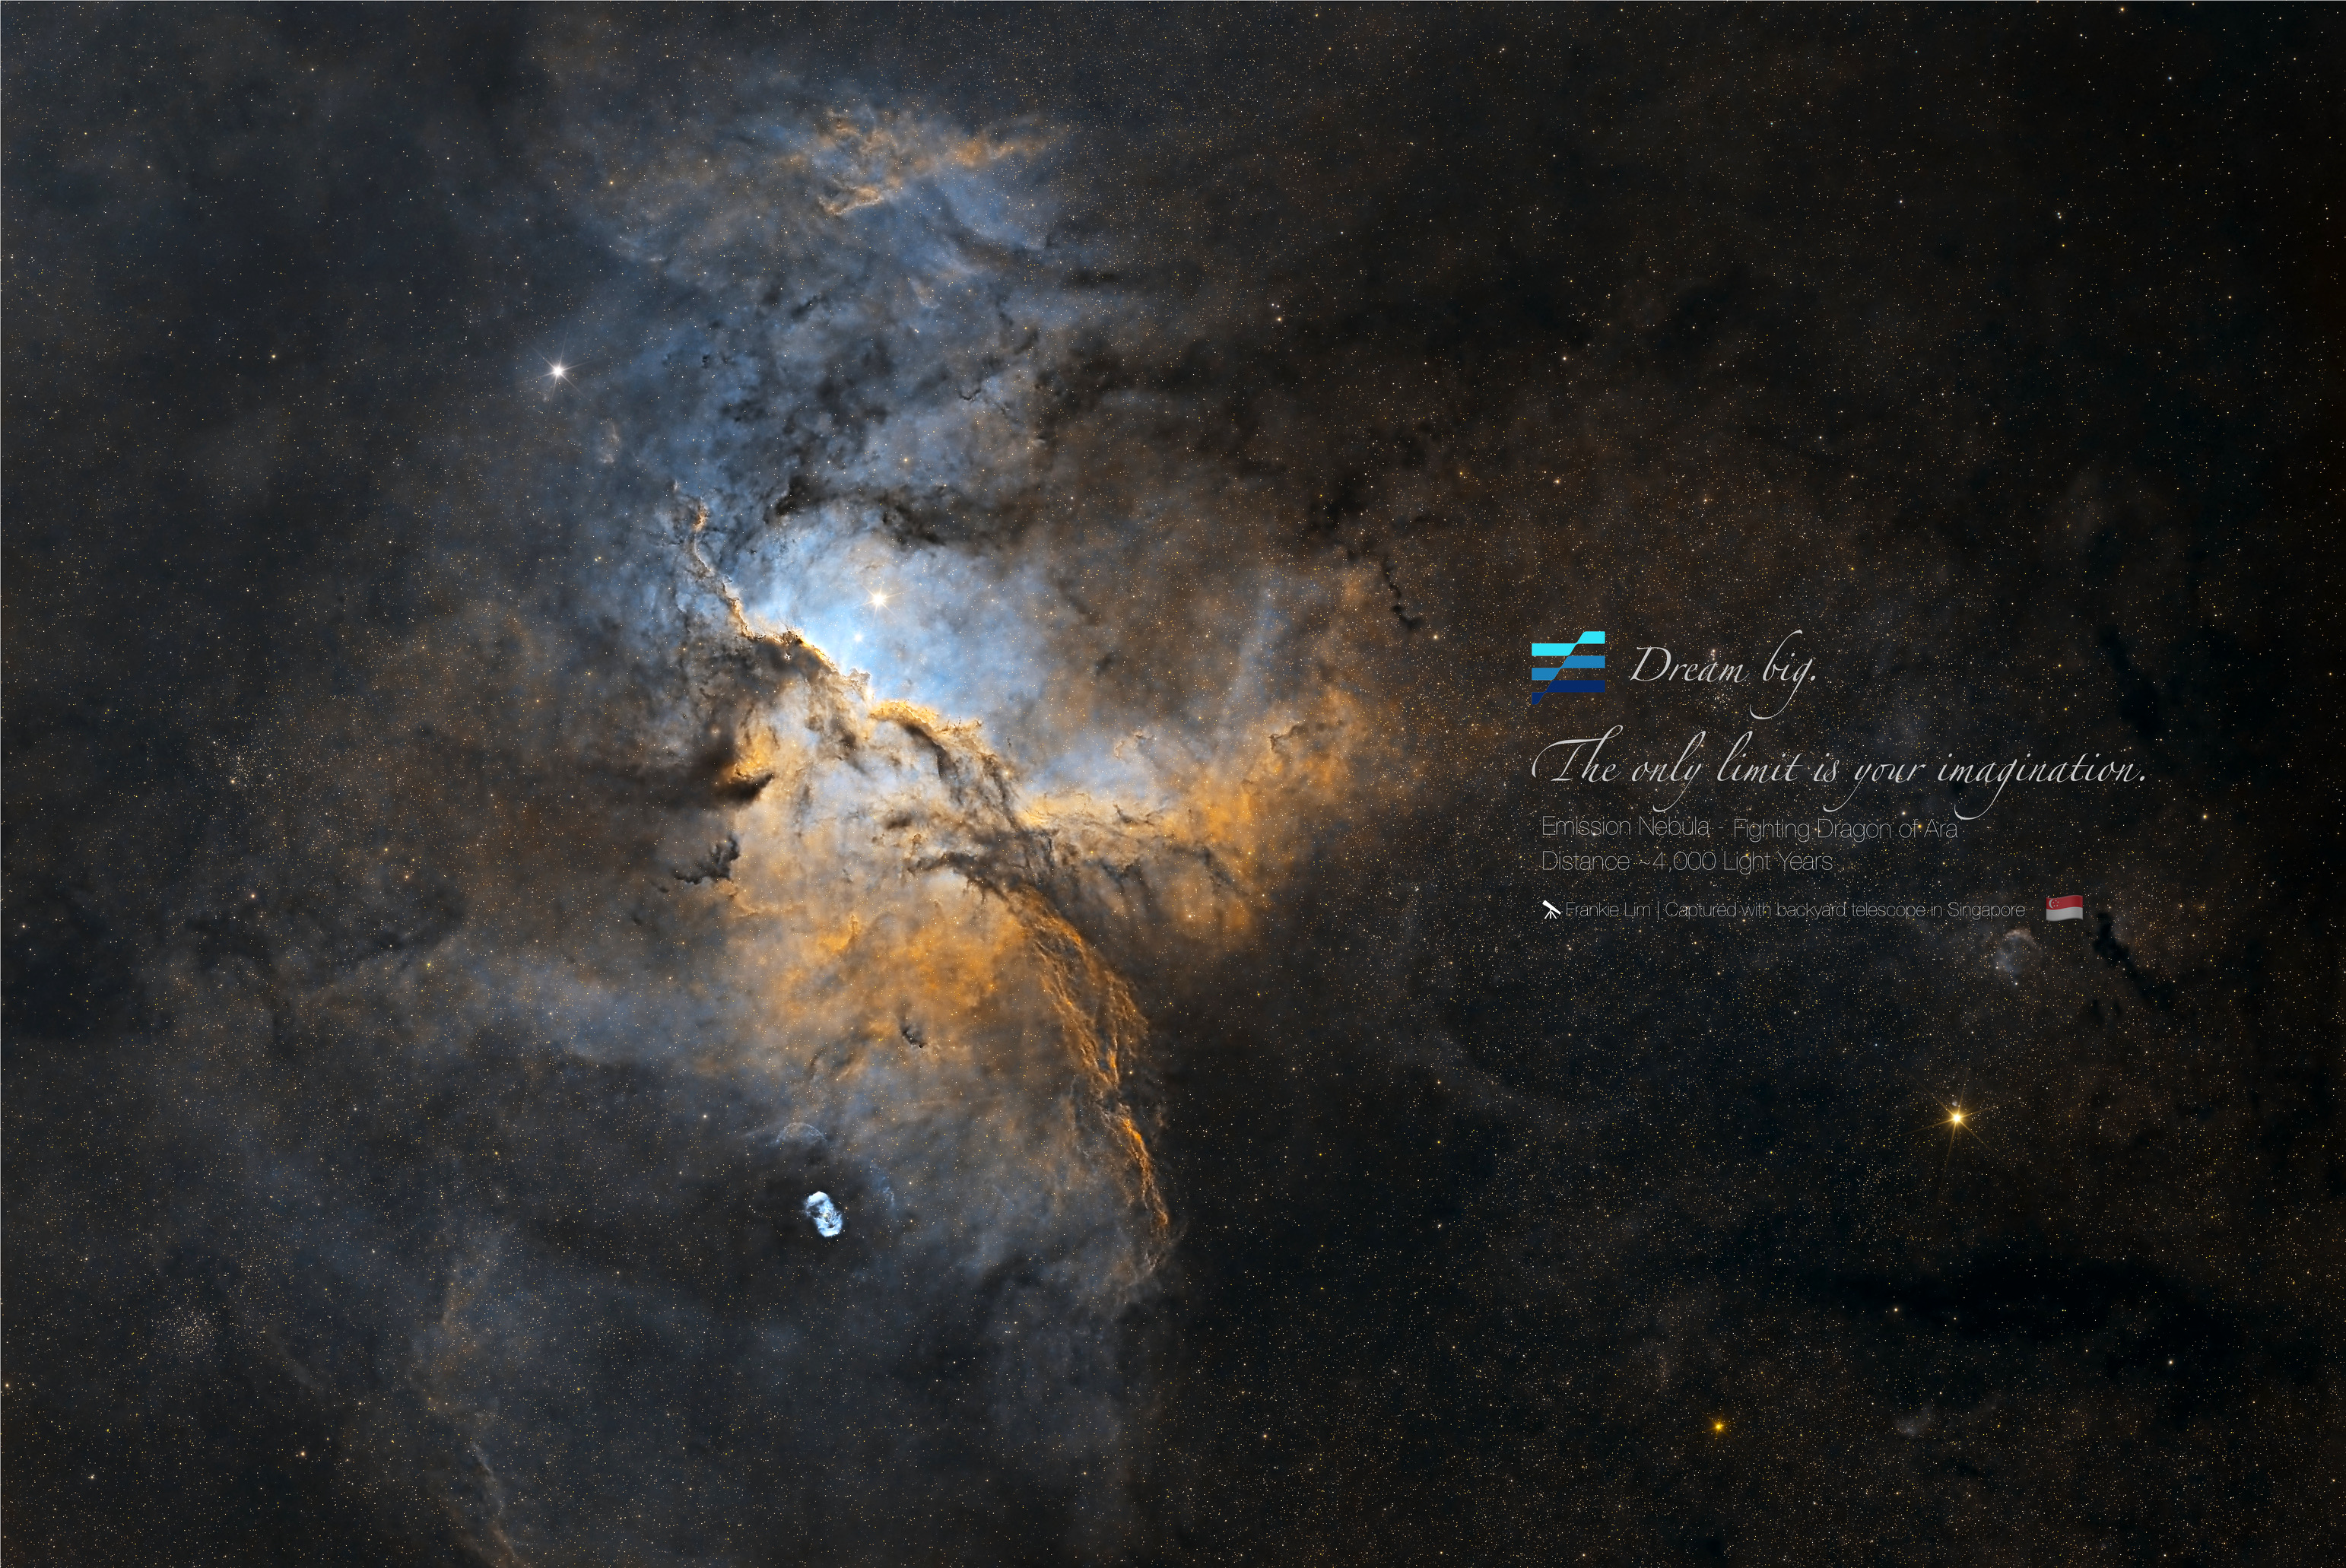 Dream big.
The only limit is your imagination.
Emission Nebula - Fighting Dragon of Ara
Distance ~4,000 Light Years
Frankie Lim | Captured with backyard telescope in Singapore